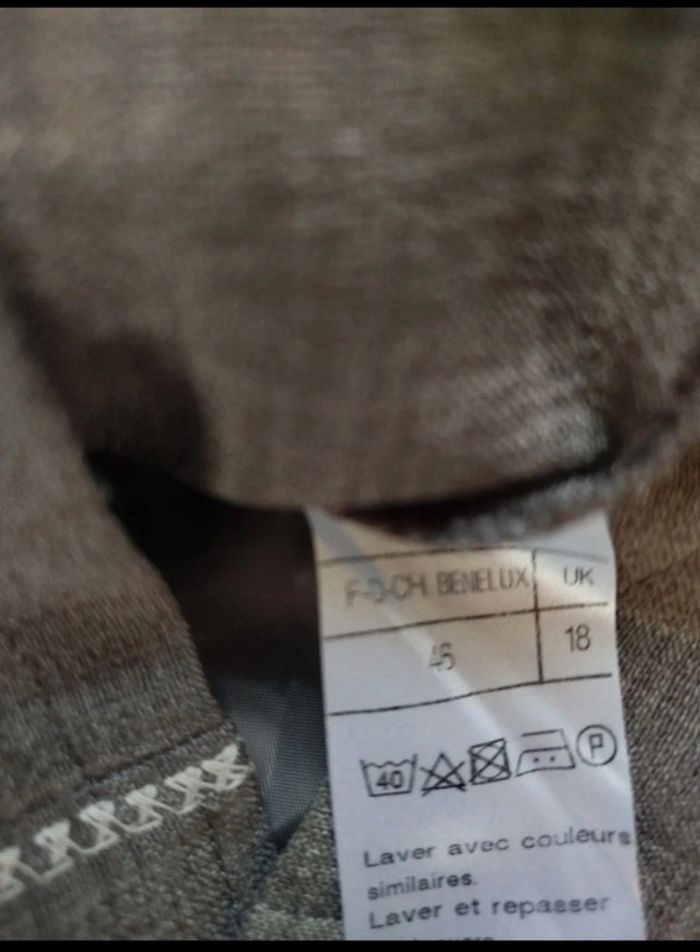 F-D-CH BENELUX UK
46 18
40 P
Laver avec couleurs
similaires.
Laver et repasser